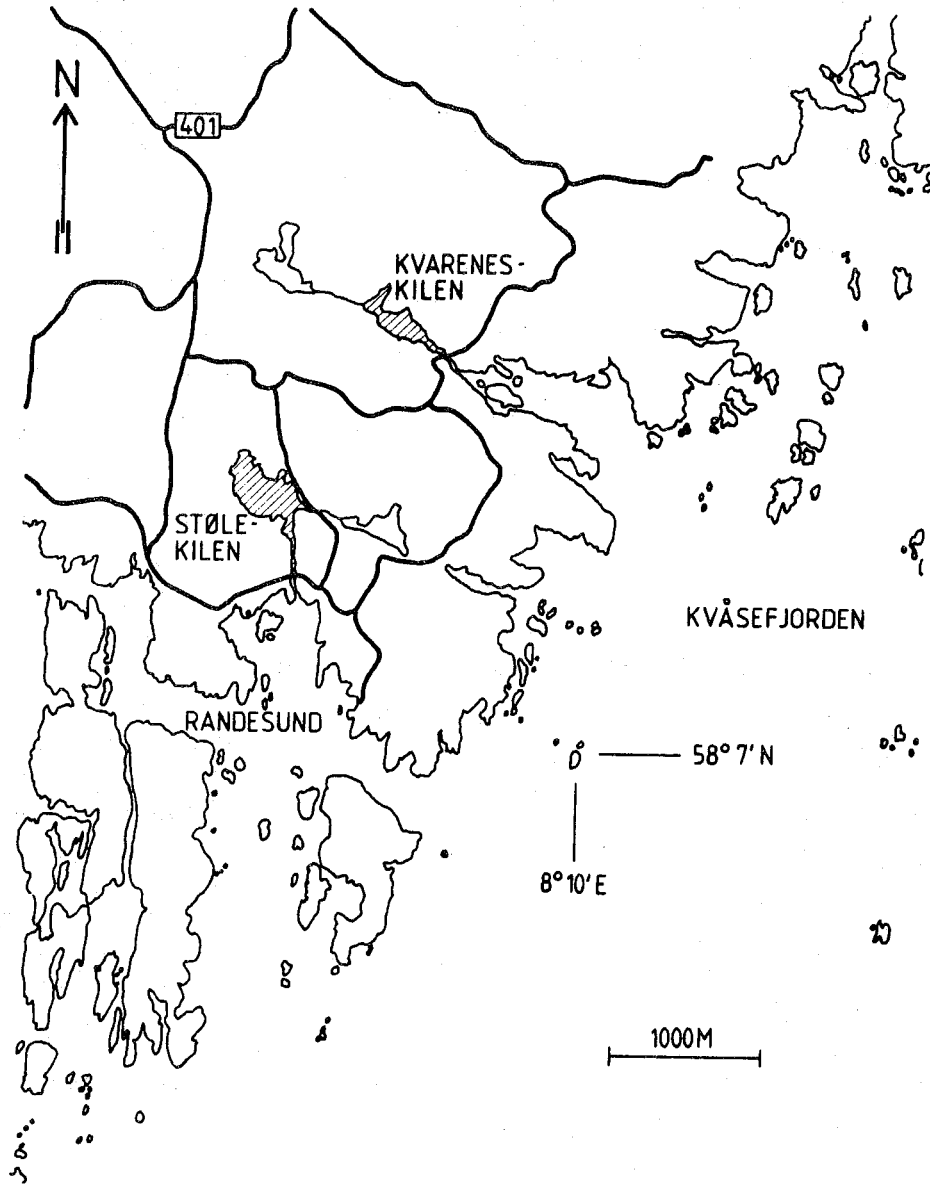 N
401
KVARENES-
KILEN
STØLE-
KILEN
KVÅSEFJORDEN
RANDESUND
58° 7' N
8° 10' E
1000M